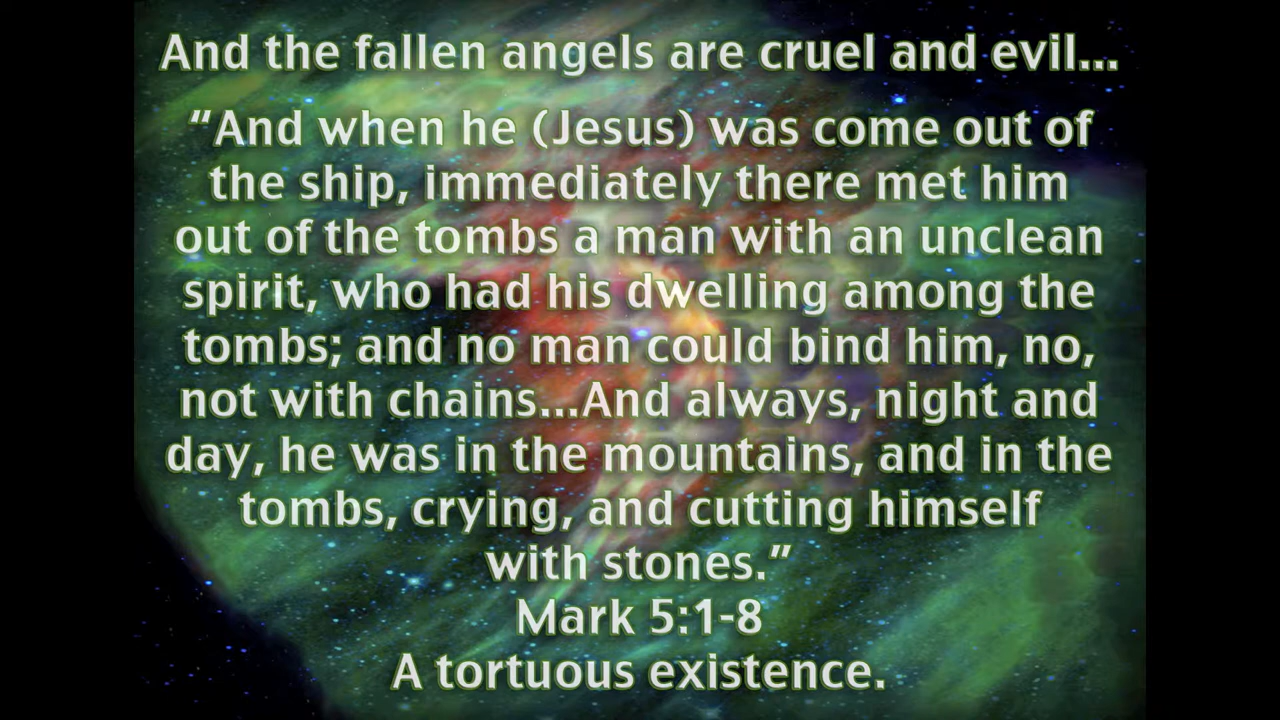 And the fallen angels are cruel and evil...
“And when he (Jesus) was come out of
the ship, immediately there met him
out of the tombs a man with an unclean
spirit, who had his dwelling among the
tombs; and no man could bind him, no,
not with chains...And always, night and
day, he was in the mountains, and in the
tombs, crying, and cutting himself
with stones.”
Mark 5:1-8
A tortuous existence.